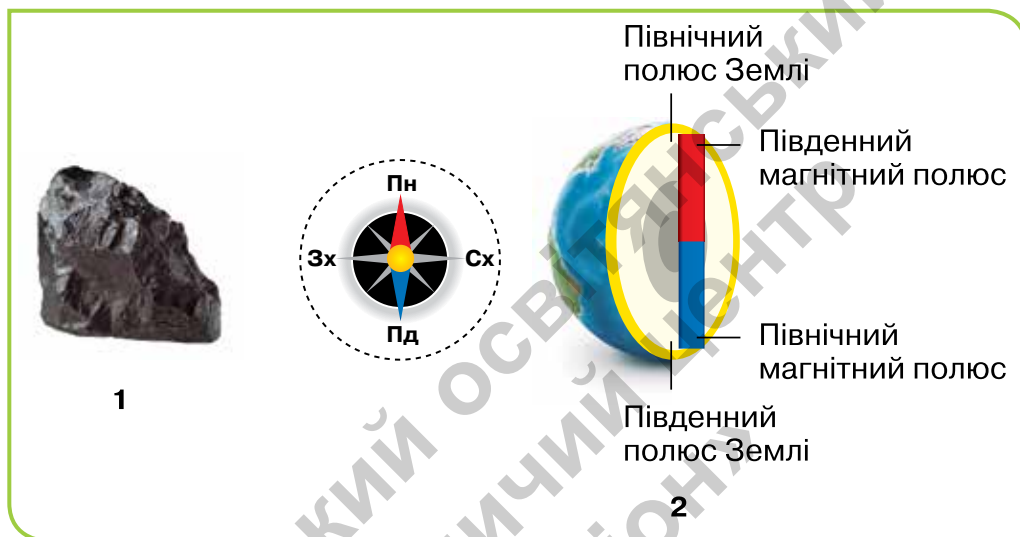 Північний
полюс Землі
Південний
магнітний полюс
Пн
Зх
Сх
Пд
Північний
магнітний полюс
1
Південний
полюс Землі
2